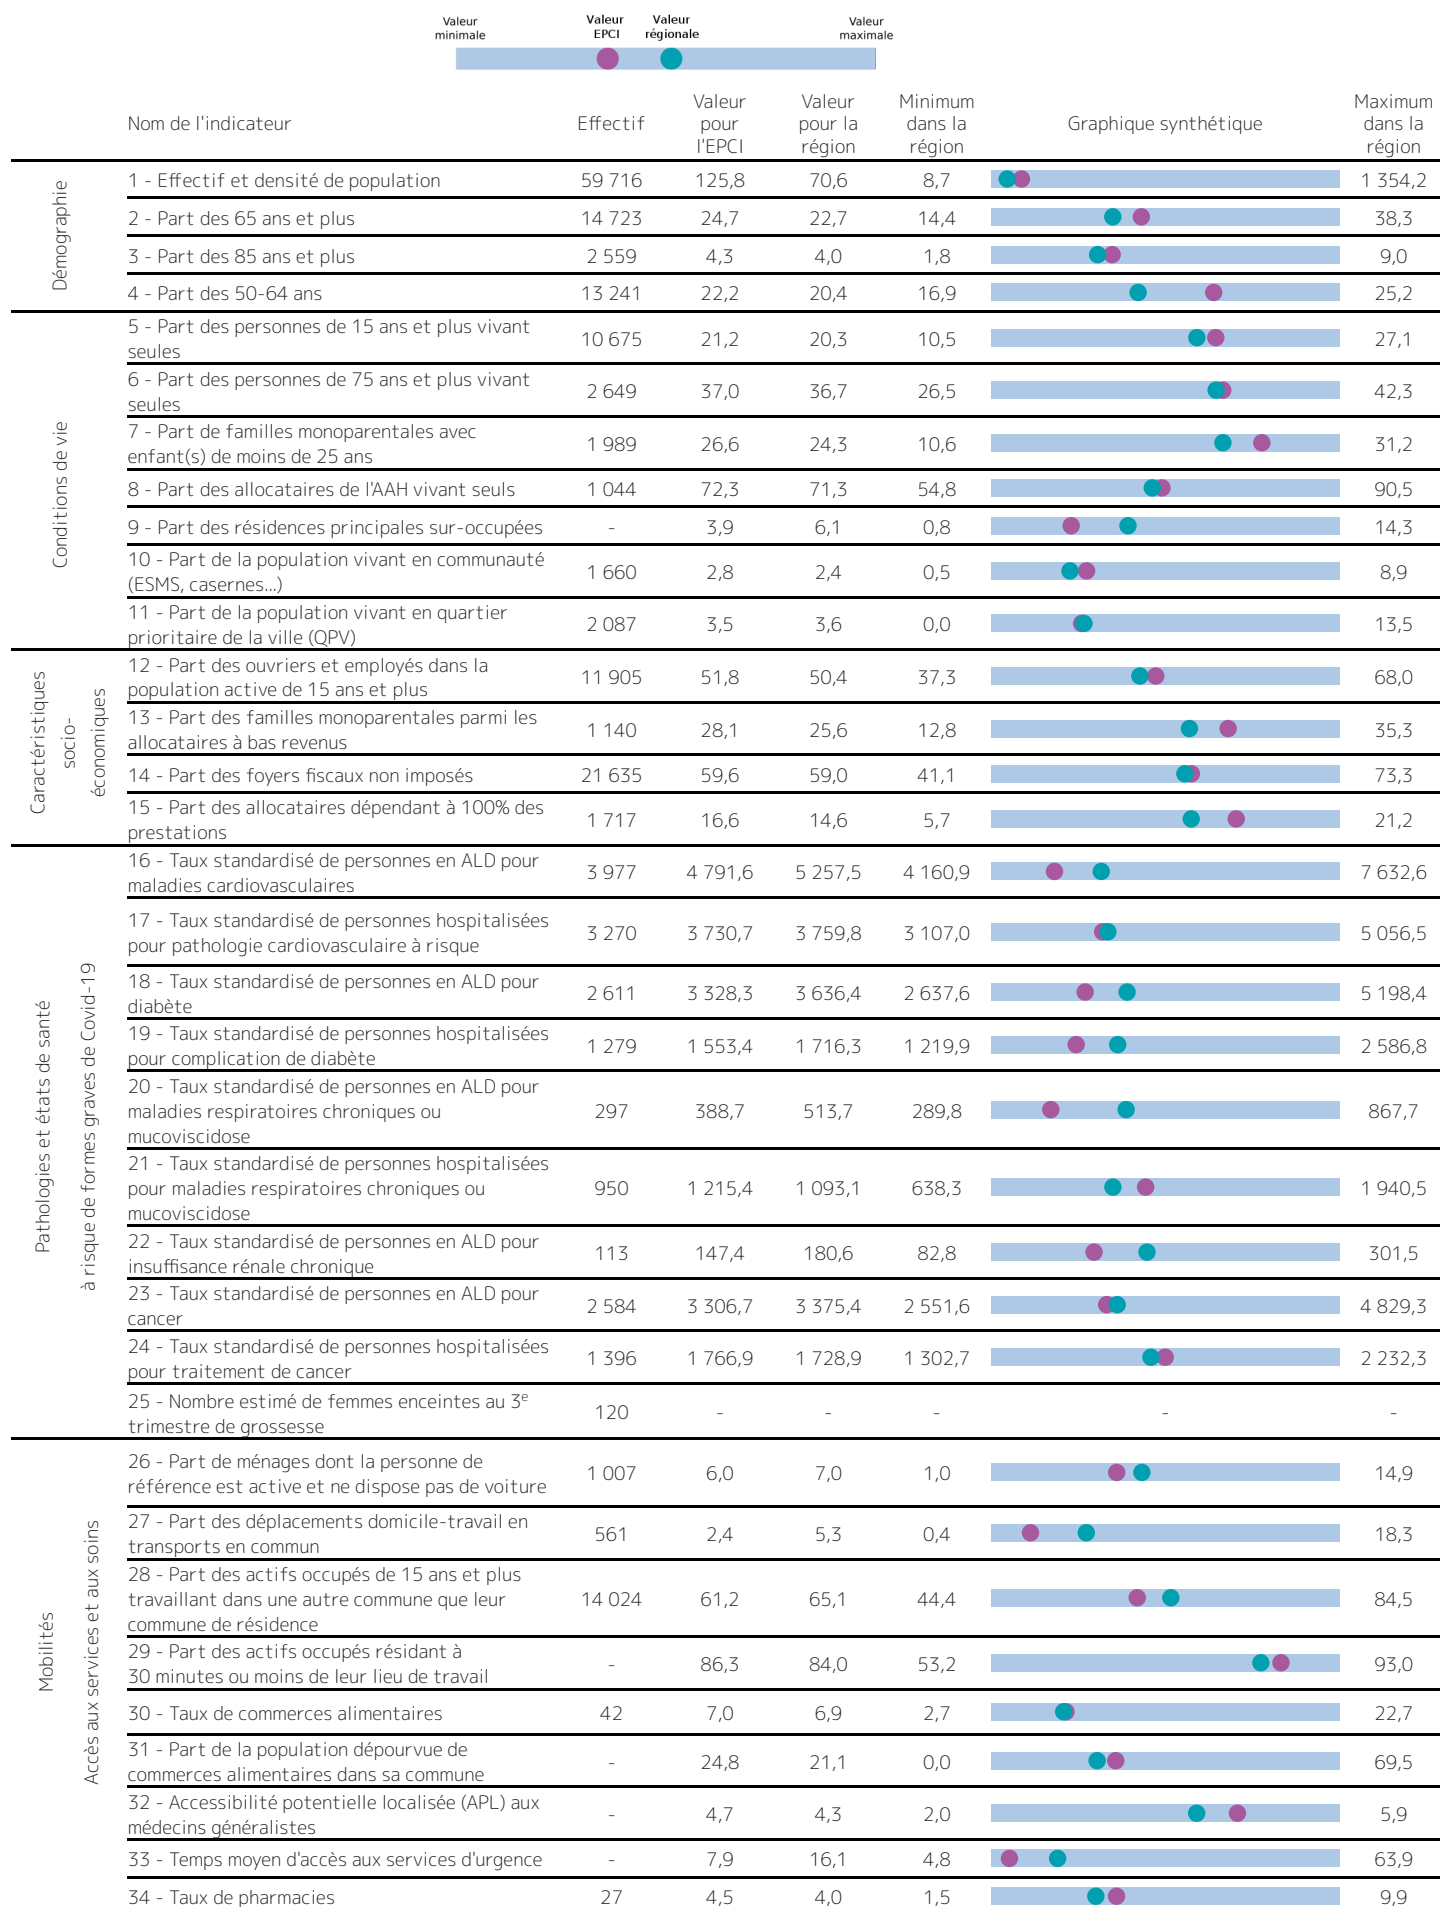 Valeur minimale
Valeur EPCI
Valeur régionale
Valeur maximale
Nom de l'indicateur
Effectif
Valeur pour l'EPCI
Valeur pour la région
Minimum dans la région
Graphique synthétique
Maximum dans la région
Démographie
1 - Effectif et densité de population 59 716 125,8 70,6 8,7 1 354,2
2 - Part des 65 ans et plus 14 723 24,7 22,7 14,4 38,3
3 - Part des 85 ans et plus 2 559 4,3 4,0 1,8 9,0
4 - Part des 50-64 ans 13 241 22,2 20,4 16,9 25,2
Conditions de vie
5 - Part des personnes de 15 ans et plus vivant
seules 10 675 21,2 20,3 10,5 27,1
6 - Part des personnes de 75 ans et plus vivant
seules 2 649 37,0 36,7 26,5 42,3
7 - Part de familles monoparentales avec
enfant(s) de moins de 25 ans 1 989 26,6 24,3 10,6 31,2
8 - Part des allocataires de l'AAH vivant seuls 1 044 72,3 71,3 54,8 90,5
9 - Part des résidences principales sur-occupées - 3,9 6,1 0,8 14,3
10 - Part de la population vivant en communauté
(ESMS, casernes...) 1 660 2,8 2,4 0,5 8,9
11 - Part de la population vivant en quartier
prioritaire de la ville (QPV) 2 087 3,5 3,6 0,0 13,5
Caractéristiques
socio-
économiques
12 - Part des ouvriers et employés dans la
population active de 15 ans et plus 11 905 51,8 50,4 37,3 68,0
13 - Part des familles monoparentales parmi les
allocataires à bas revenus 1 140 28,1 25,6 12,8 35,3
14 - Part des foyers fiscaux non imposés 21 635 59,6 59,0 41,1 73,3
15 - Part des allocataires dépendant à 100% des
prestations 1 717 16,6 14,6 5,7 21,2
Pathologies et états de santé
à risque de formes graves de Covid-19
16 - Taux standardisé de personnes en ALD pour
maladies cardiovasculaires 3 977 4 791,6 5 257,5 4 160,9 7 632,6
17 - Taux standardisé de personnes hospitalisées
pour pathologie cardiovasculaire à risque 3 270 3 730,7 3 759,8 3 107,0 5 056,5
18 - Taux standardisé de personnes en ALD pour
diabète 2 611 3 328,3 3 636,4 2 637,6 5 198,4
19 - Taux standardisé de personnes hospitalisées
pour complication de diabète 1 279 1 553,4 1 716,3 1 219,9 2 586,8
20 - Taux standardisé de personnes en ALD pour
maladies respiratoires chroniques ou
mucoviscidose 297 388,7 513,7 289,8 867,7
21 - Taux standardisé de personnes hospitalisées
pour maladies respiratoires chroniques ou
mucoviscidose 950 1 215,4 1 093,1 638,3 1 940,5
22 - Taux standardisé de personnes en ALD pour
insuffisance rénale chronique 113 147,4 180,6 82,8 301,5
23 - Taux standardisé de personnes en ALD pour
cancer 2 584 3 306,7 3 375,4 2 551,6 4 829,3
24 - Taux standardisé de personnes hospitalisées
pour traitement de cancer 1 396 1 766,9 1 728,9 1 302,7 2 232,3
25 - Nombre estimé de femmes enceintes au 3e
trimestre de grossesse 120 - - - - -
Mobilités
Accès aux services et aux soins
26 - Part de ménages dont la personne de
référence est active et ne dispose pas de voiture 1 007 6,0 7,0 1,0 14,9
27 - Part des déplacements domicile-travail en
transports en commun 561 2,4 5,3 0,4 18,3
28 - Part des actifs occupés de 15 ans et plus
travaillant dans une autre commune que leur
commune de résidence 14 024 61,2 65,1 44,4 84,5
29 - Part des actifs occupés résidant à
30 minutes ou moins de leur lieu de travail - 86,3 84,0 53,2 93,0
30 - Taux de commerces alimentaires 42 7,0 6,9 2,7 22,7
31 - Part de la population dépourvue de
commerces alimentaires dans sa commune - 24,8 21,1 0,0 69,5
32 - Accessibilité potentielle localisée (APL) aux
médecins généralistes - 4,7 4,3 2,0 5,9
33 - Temps moyen d'accès aux services d'urgence - 7,9 16,1 4,8 63,9
34 - Taux de pharmacies 27 4,5 4,0 1,5 9,9